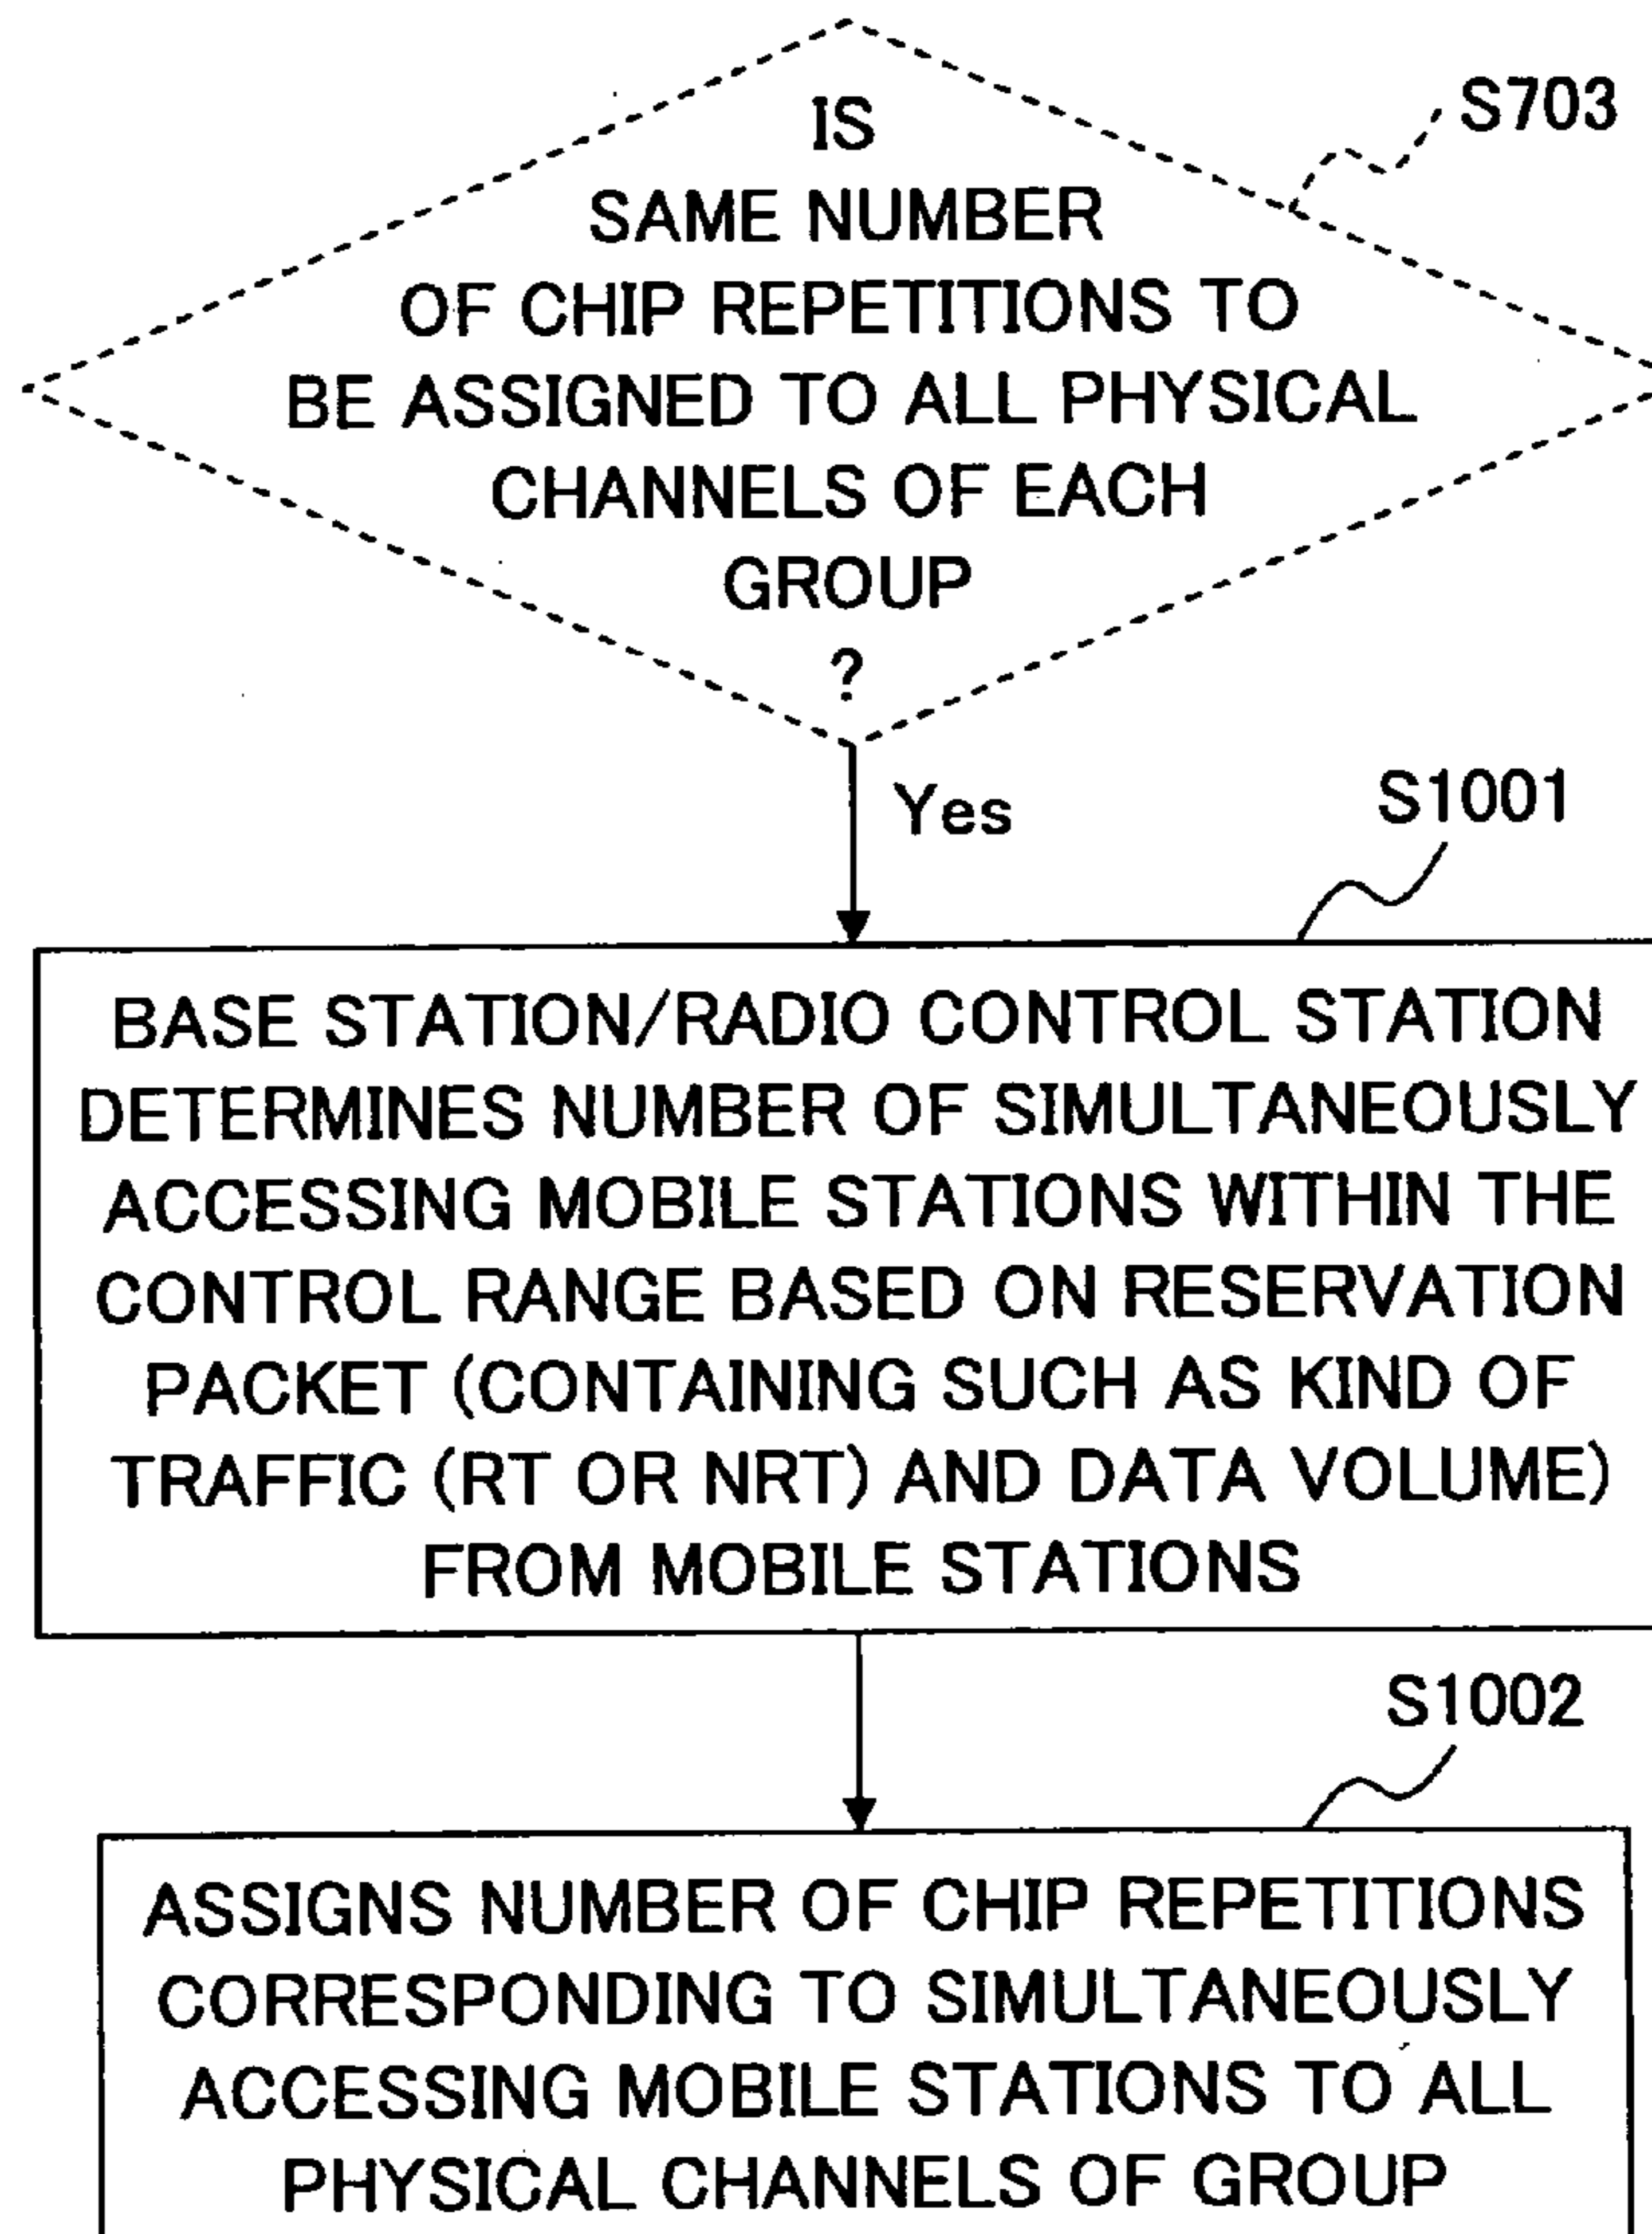 IS
S703
SAME NUMBER
OF CHIP REPETITIONS TO
BE ASSIGNED TO ALL PHYSICAL
CHANNELS OF EACH
GROUP
?
Yes
S1001
BASE STATION/RADIO CONTROL STATION
DETERMINES NUMBER OF SIMULTANEOUSLY
ACCESSING MOBILE STATIONS WITHIN THE
CONTROL RANGE BASED ON RESERVATION
PACKET (CONTAINING SUCH AS KIND OF
TRAFFIC (RT OR NRT) AND DATA VOLUME)
FROM MOBILE STATIONS
S1002
ASSIGNS NUMBER OF CHIP REPETITIONS
CORRESPONDING TO SIMULTANEOUSLY
ACCESSING MOBILE STATIONS TO ALL
PHYSICAL CHANNELS OF GROUP